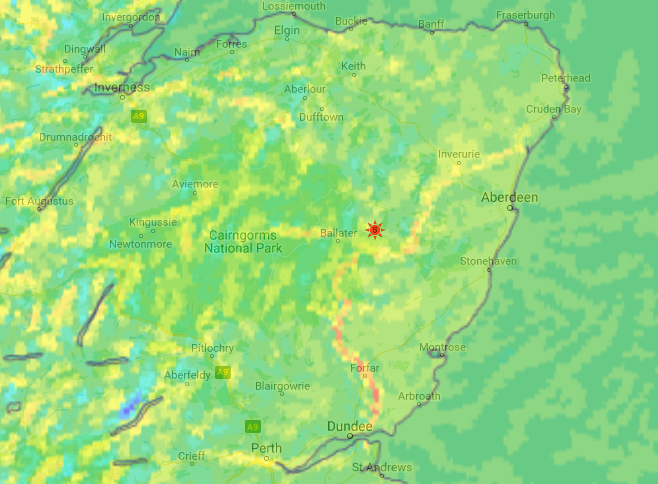 Lossiemouth
Invergordon
Fraserburgh
Buckie
Banff
Elgin
Forres
Dingwall
Nairn
Strathpeffer
Keith
Peterhead
Inverness
Aberlour
Cruden Bay
A9
Dufftown
Drumnadrochit
Inverurie
Aviemore
Aberdeen
Fort Augustus
Kingussie
Ballater
Cairngorms
National Park
Newtonmore
Stonehaven
Pitlochry
Montrose
Forfar
Aberfeldy
A9
Blairgowrie
Arbroath
A9
Dundee
Perth
Crieff
St Andrews